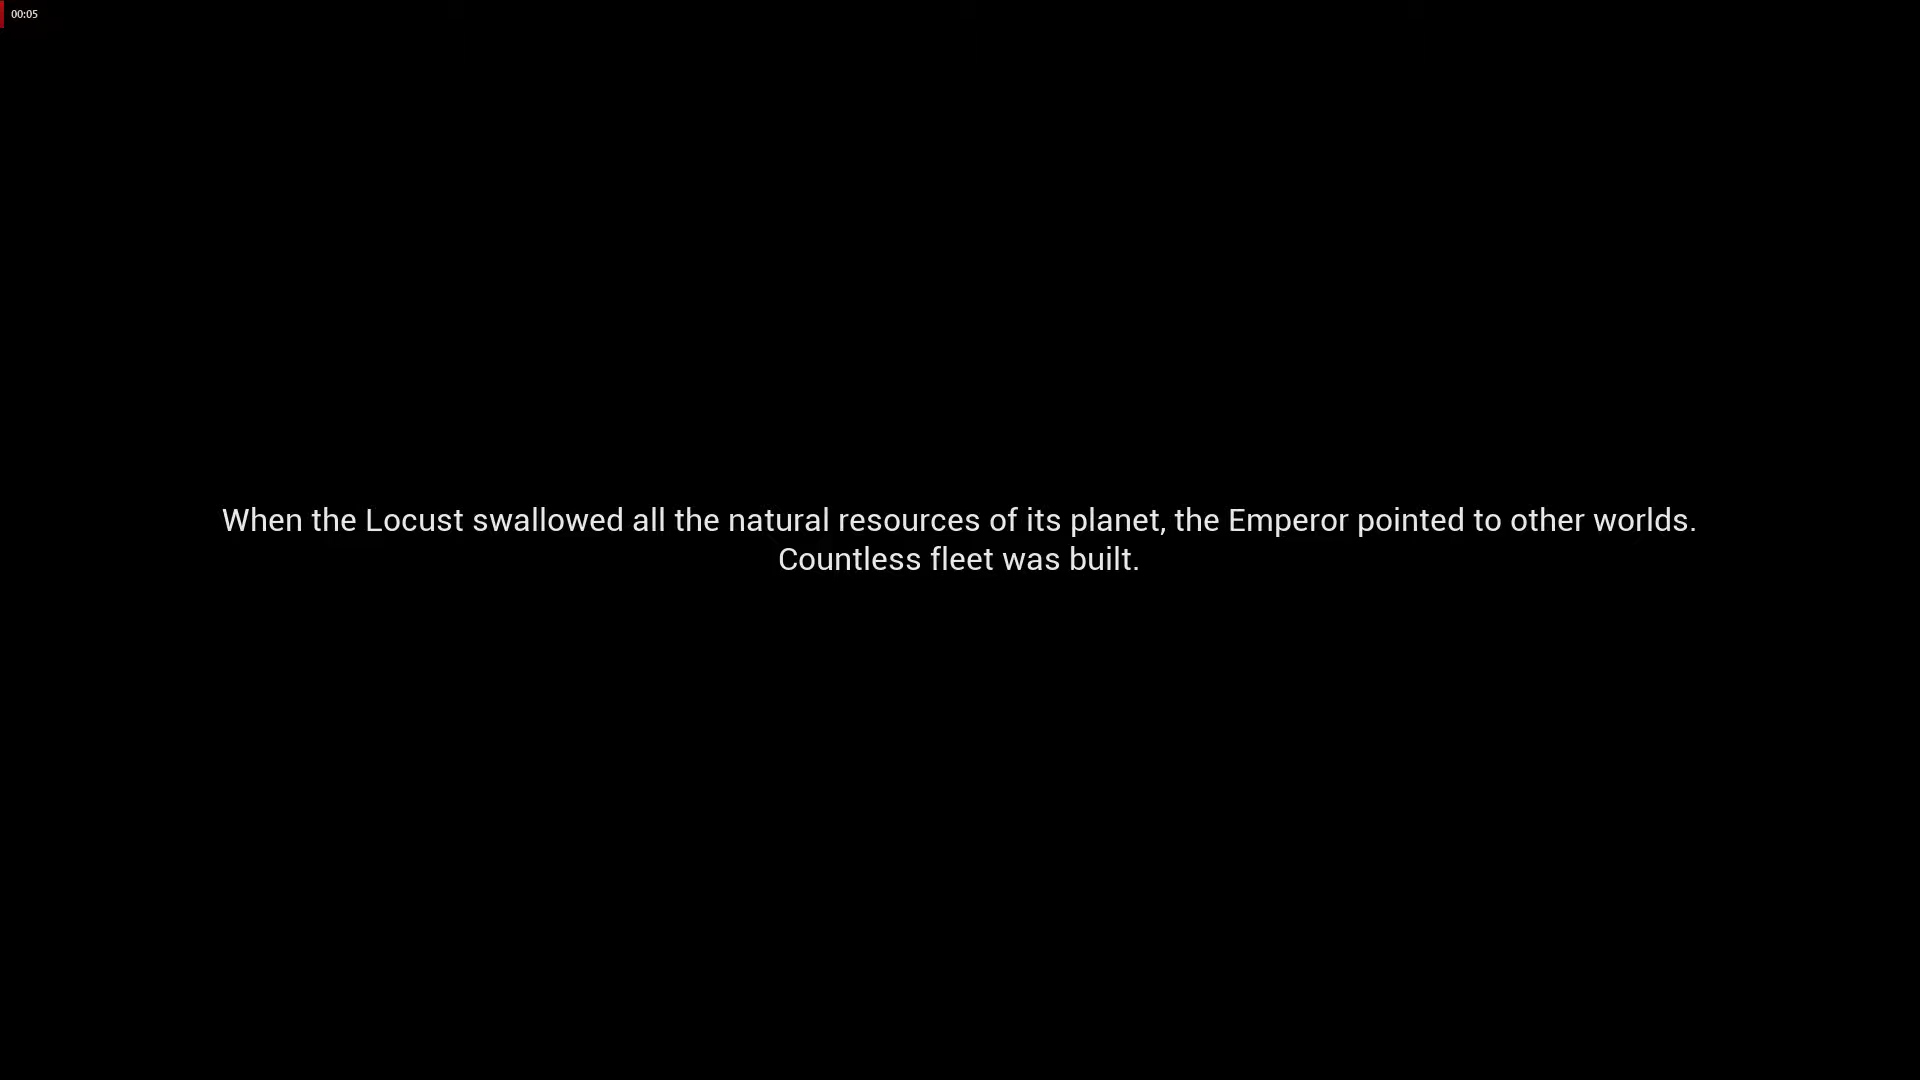 00:05
When the Locust swallowed all the natural resources of its planet, the Emperor pointed to other worlds.
Countless fleet was built.